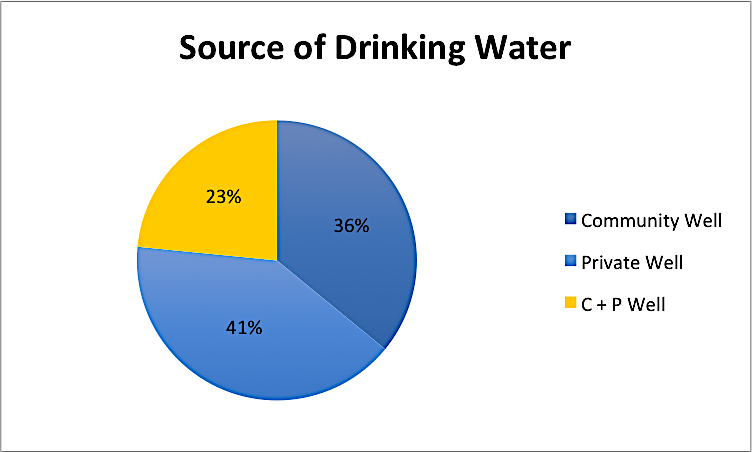 Source of Drinking Water
23%
36%
41%
Community Well
Private Well
C + P Well